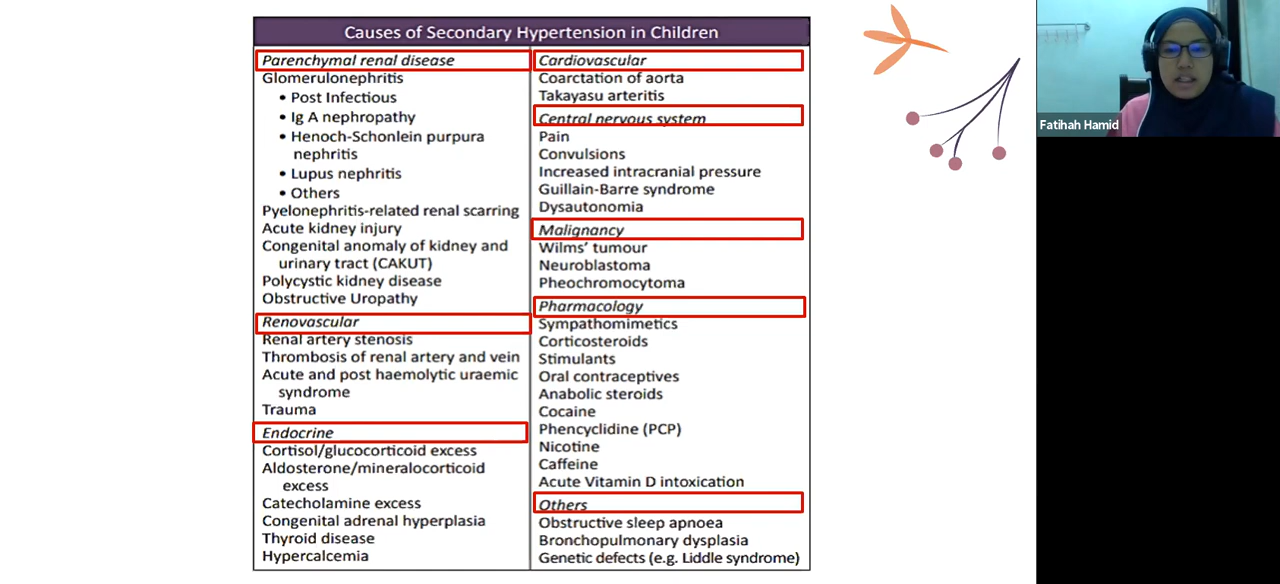 Causes of Secondary Hypertension in Children
Parenchymal renal disease
Glomerulonephritis
• Post Infectious
• Ig A nephropathy
• Henoch-Schonlein purpura
nephritis
• Lupus nephritis
• Others
Pyelonephritis-related renal scarring
Acute kidney injury
Congenital anomaly of kidney and
urinary tract (CAKUT)
Polycystic kidney disease
Obstructive Uropathy
Renovascular
Renal artery stenosis
Thrombosis of renal artery and vein
Acute and post haemolytic uraemic
syndrome
Trauma
Endocrine
Cortisol/glucocorticoid excess
Aldosterone/mineralocorticoid
excess
Catecholamine excess
Congenital adrenal hyperplasia
Thyroid disease
Hypercalcemia
Cardiovascular
Coarctation of aorta
Takayasu arteritis
Central nervous system
Pain
Convulsions
Increased intracranial pressure
Guillain-Barre syndrome
Dysautonomia
Malignancy
Wilms' tumour
Neuroblastoma
Pheochromocytoma
Pharmacology
Sympathomimetics
Corticosteroids
Stimulants
Oral contraceptives
Anabolic steroids
Cocaine
Phencyclidine (PCP)
Nicotine
Caffeine
Acute Vitamin D intoxication
Others
Obstructive sleep apnoea
Bronchopulmonary dysplasia
Genetic defects (e.g. Liddle syndrome)
Fatihah Hamid